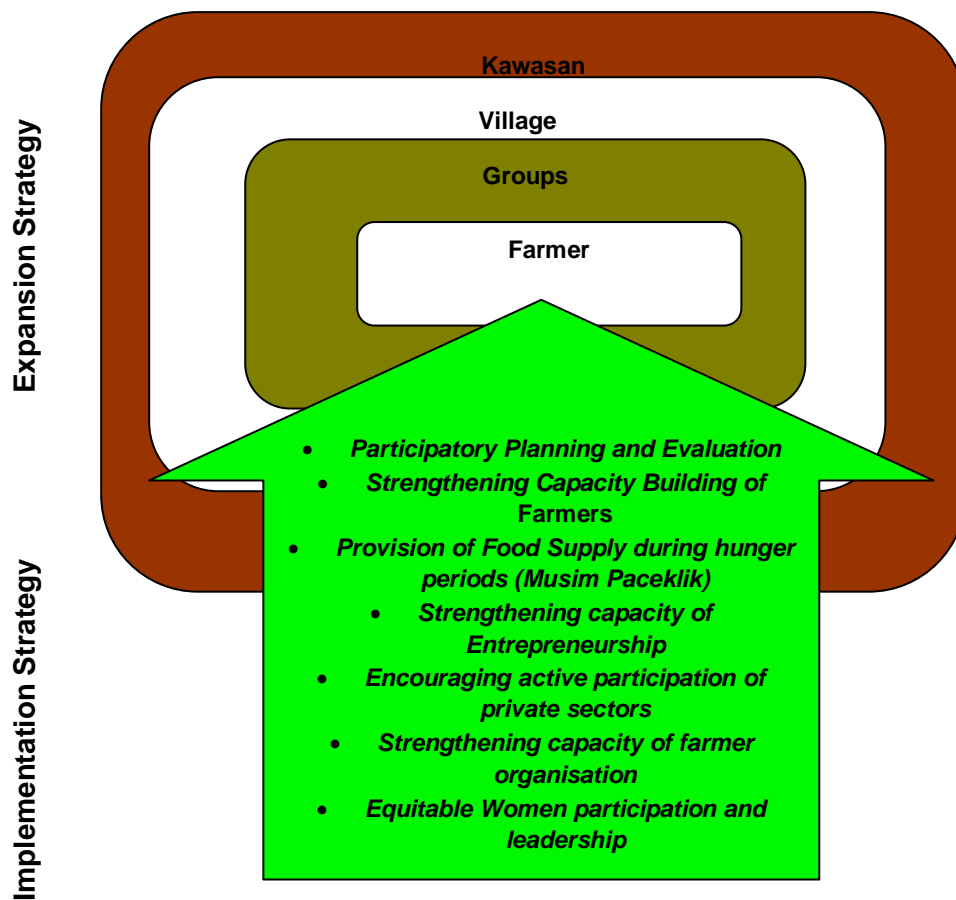 Kawasan
Village
Groups
Farmer
Expansion Strategy
• Participatory Planning and Evaluation
• Strengthening Capacity Building of
Farmers
• Provision of Food Supply during hunger
periods (Musim Paceklik)
• Strengthening capacity of
Entrepreneurship
• Encouraging active participation of
private sectors
• Strengthening capacity of farmer
organisation
• Equitable Women participation and
leadership
Implementation Strategy